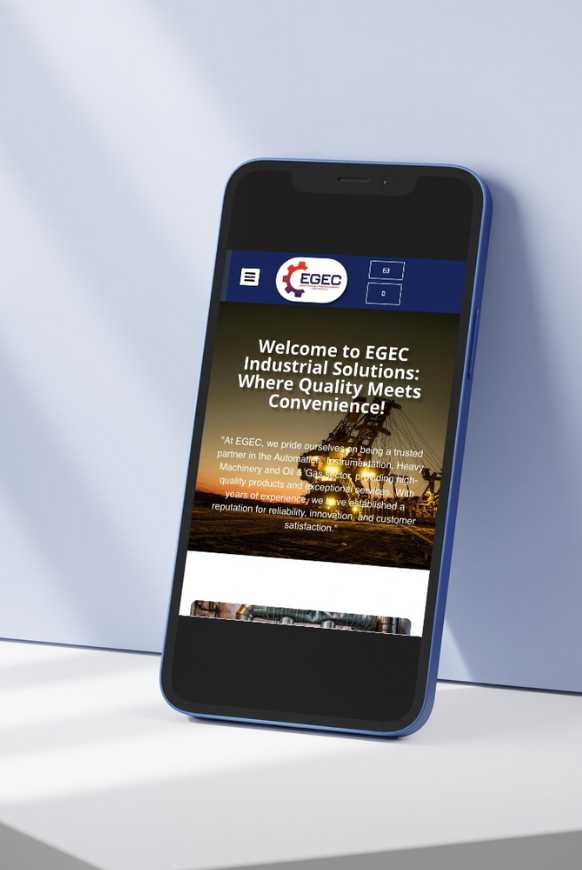 EGEC
Welcome to EGEC
Industrial Solutions:
Where Quality Meets
Convenience!
"At EGEC, we pride ourselves on being a trusted
partner in the Automation, Instrumentation, Heavy
Machinery and Oil & Gas sector, providing high-
quality products and exceptional services. With
years of experience, we have established a
reputation for reliability, innovation, and customer
satisfaction."